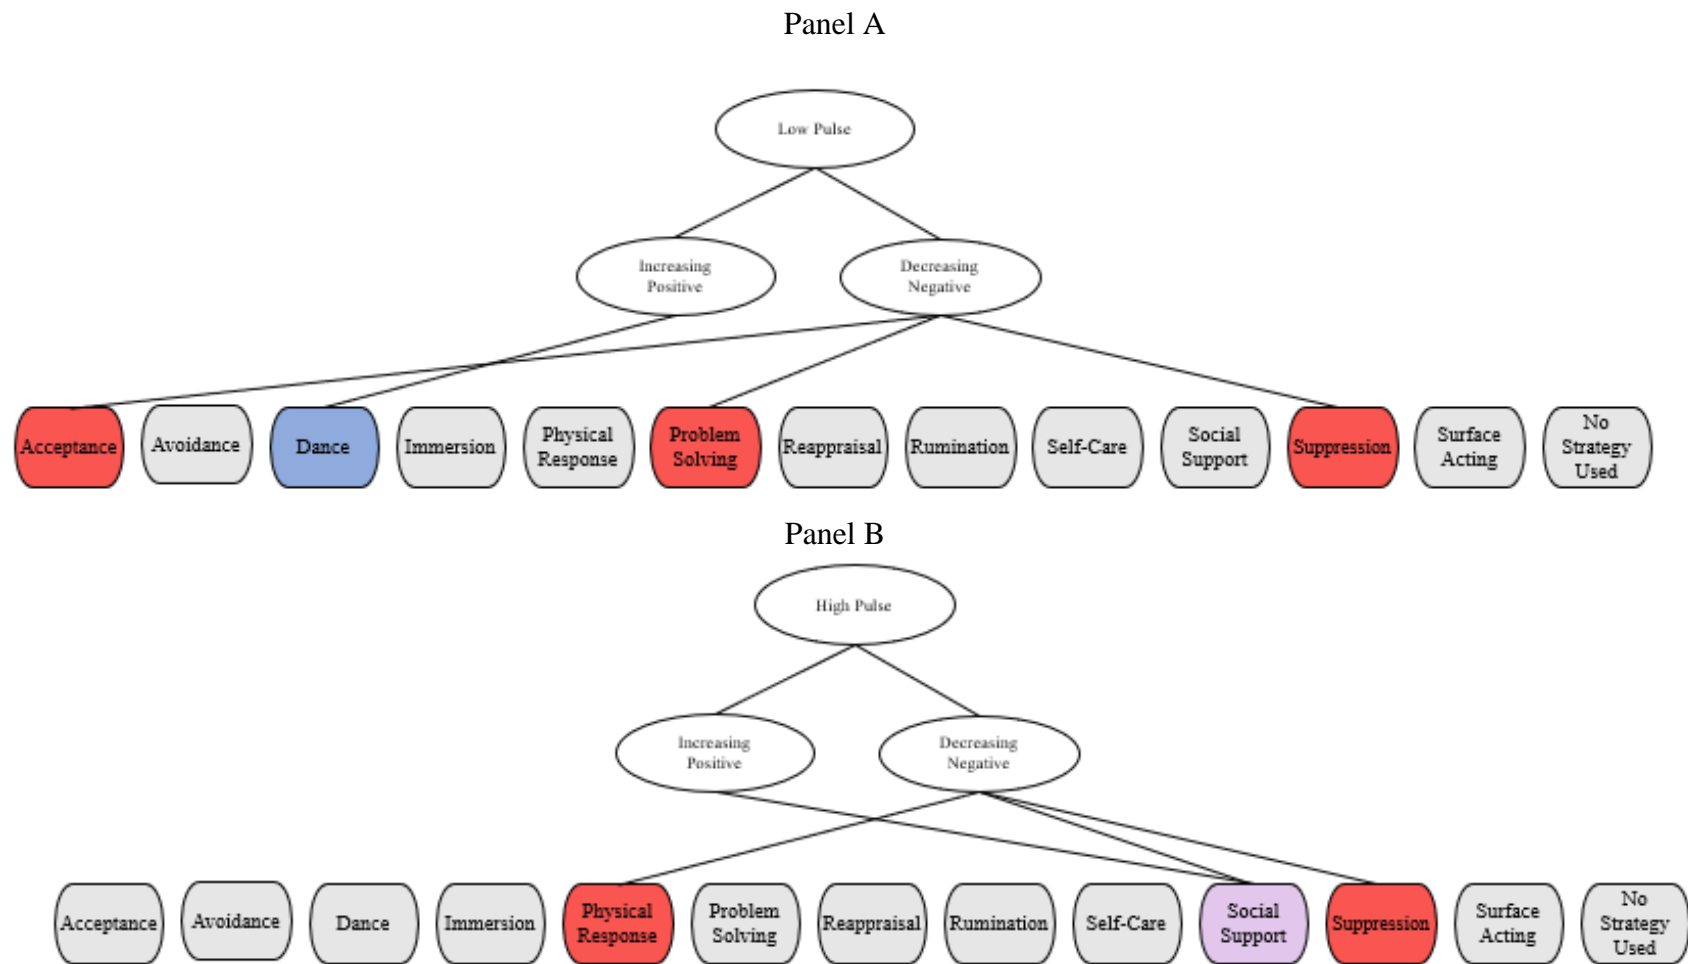 Panel A
Low Pulse
Increasing
Positive
Decreasing
Negative
Acceptance
Avoidance
Dance
Immersion
Physical
Response
Problem
Solving
Reappraisal
Rumination
Self-Care
Social
Support
Suppression
Surface
Acting
No
Strategy
Used
Panel B
High Pulse
Increasing
Positive
Decreasing
Negative
Acceptance
Avoidance
Dance
Immersion
Physical
Response
Problem
Solving
Reappraisal
Rumination
Self-Care
Social
Support
Suppression
Surface
Acting
No
Strategy
Used